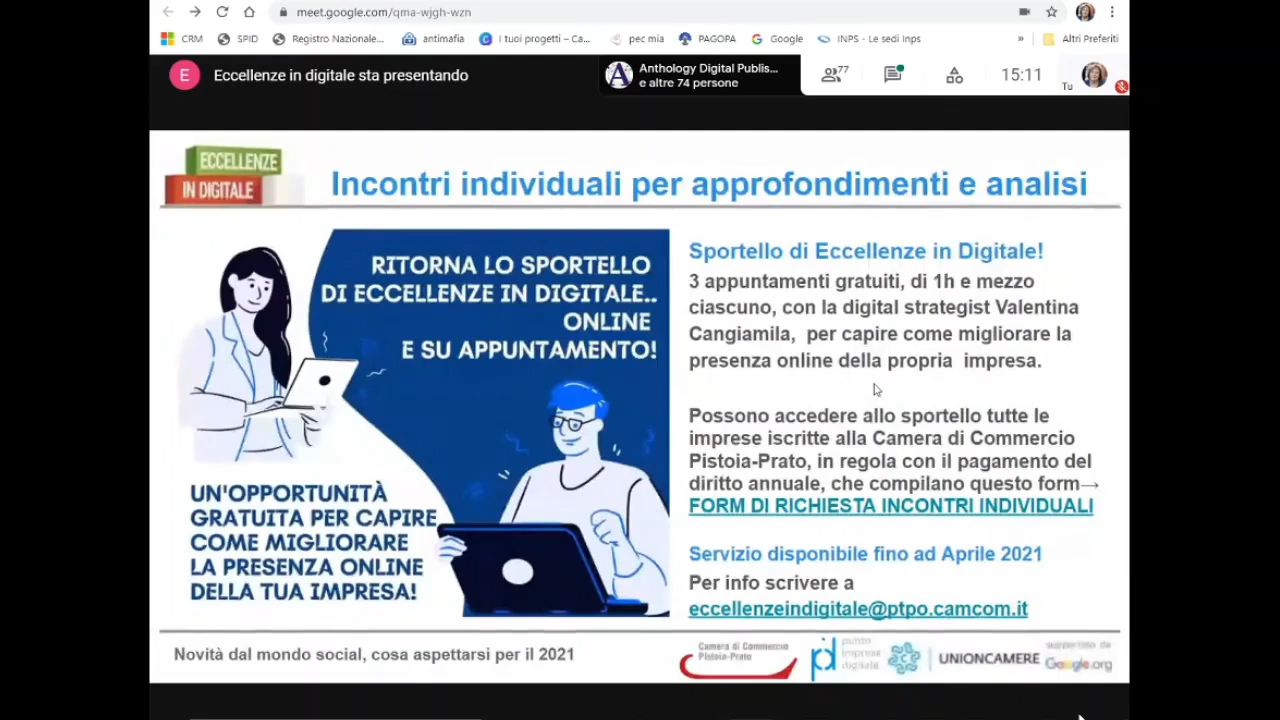 meet.google.com/qma-wjgh-wzn
CRM
SPID
Registro Nazionale...
antimafia
I tuoi progetti – Ca...
pec mia
PAGOPA
Google
INPS - Le sedi Inps
»
Altri Preferiti
E
Eccellenze in digitale sta presentando
Anthology Digital Publis...
e altre 74 persone
77
15:11
Tu
ECCELLENZE
IN DIGITALE
Incontri individuali per approfondimenti e analisi
RITORNA LO SPORTELLO
DI ECCELLENZE IN DIGITALE..
ONLINE
E SU APPUNTAMENTO!
UN'OPPORTUNITÀ
GRATUITA PER CAPIRE
COME MIGLIORARE
LA PRESENZA ONLINE
DELLA TUA IMPRESA!
Sportello di Eccellenze in Digitale!
3 appuntamenti gratuiti, di 1h e mezzo
ciascuno, con la digital strategist Valentina
Cangiamila, per capire come migliorare la
presenza online della propria impresa.
Possono accedere allo sportello tutte le
imprese iscritte alla Camera di Commercio
Pistoia-Prato, in regola con il pagamento del
diritto annuale, che compilano questo form→
FORM DI RICHIESTA INCONTRI INDIVIDUALI
Servizio disponibile fino ad Aprile 2021
Per info scrivere a
eccellenzeindigitale@ptpo.camcom.it
Novità dal mondo social, cosa aspettarsi per il 2021
Camera di Commercio
Pistoia-Prato
punto
impresa
digitale
UNIONCAMERE
supportato da
Google.org